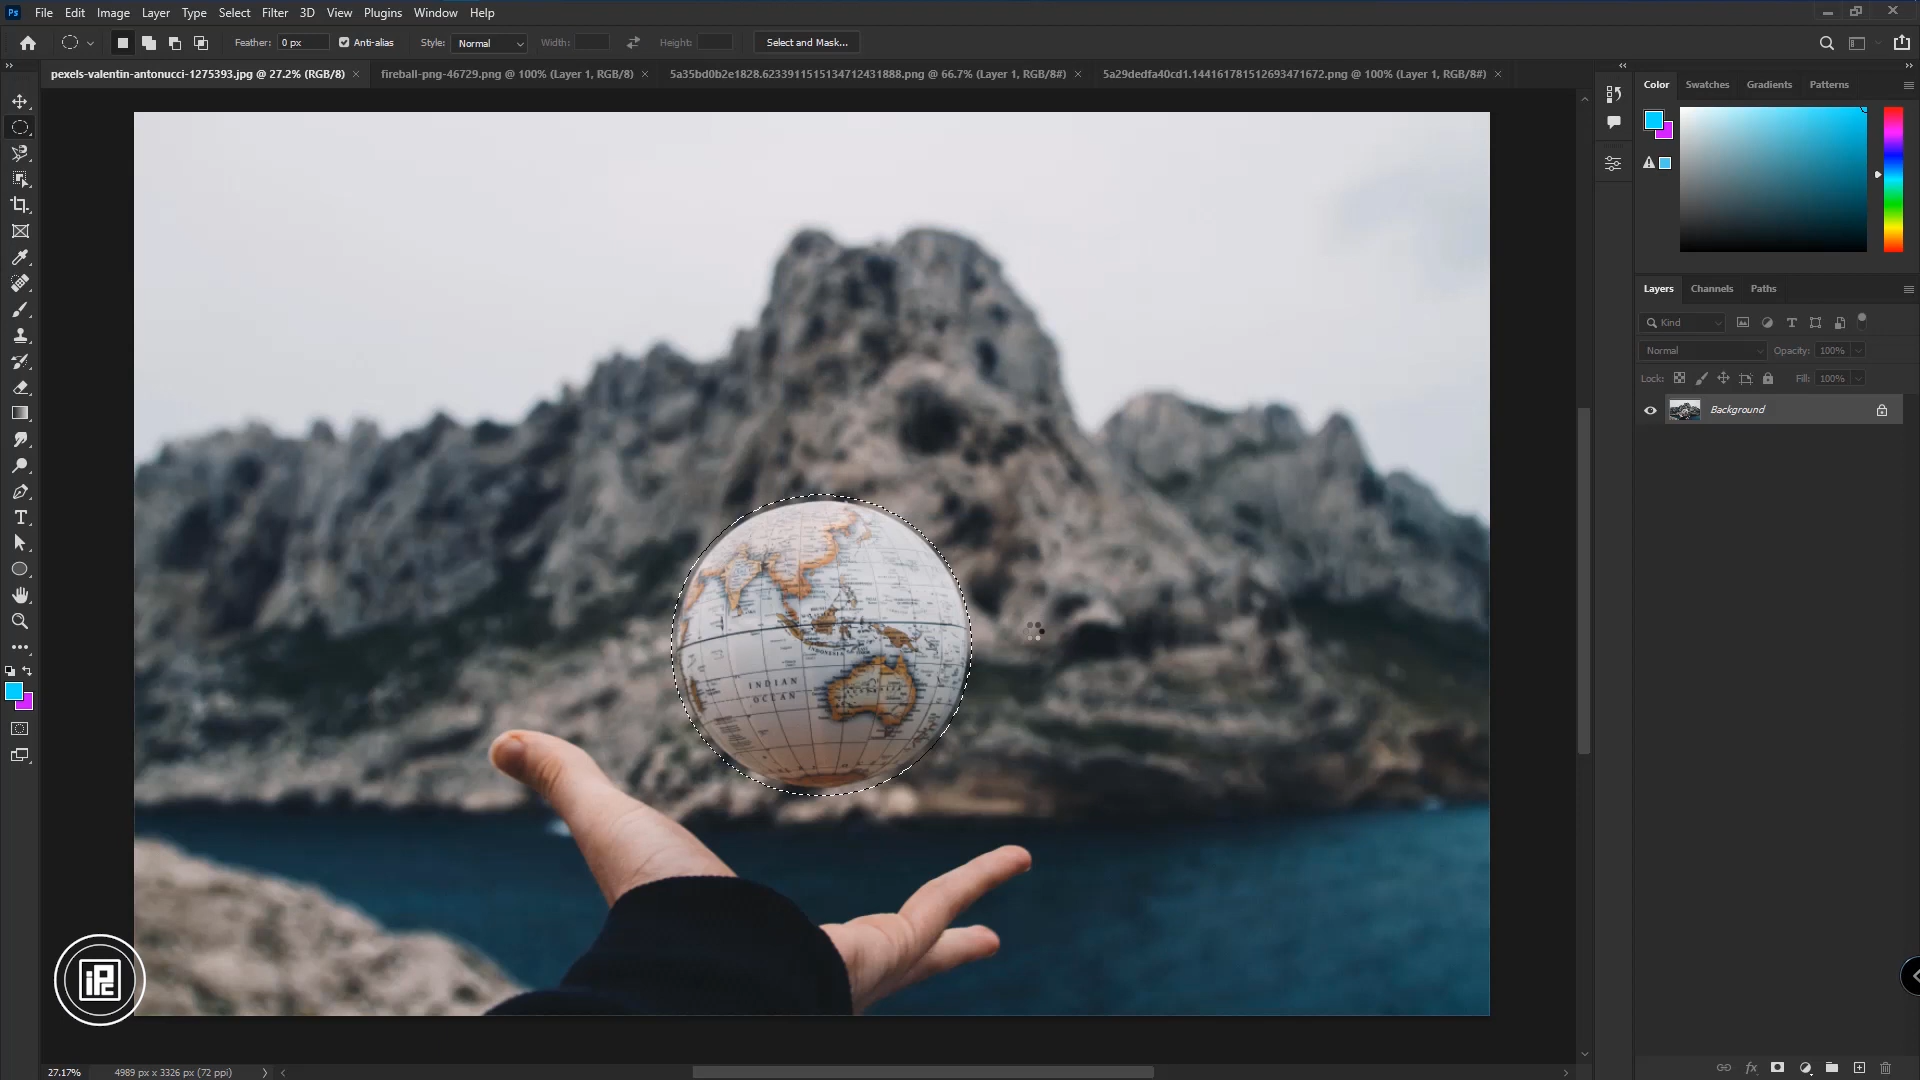 Ps File Edit Image Layer Type Select Filter 3D View Plugins Window Help
Feather: 0 px Anti-alias Style: Normal Width: Height: Select and Mask...
pexels-valentin-antonucci-1275393.jpg @ 27.2% (RGB/8) × fireball-png-46729.png @ 100% (Layer 1, RGB/8) × 5a35bd0b2e1828.6233911515134712431888.png @ 66.7% (Layer 1, RGB/8#) × 5a29dedfa40cd1.144161781512693471672.png @ 100% (Layer 1, RGB/8#) ×
Color Swatches Gradients Patterns
Layers Channels Paths
Kind
Normal Opacity: 100%
Lock: Fill: 100%
Background
INDIAN
OCEAN
iPc
27.17% 4989 px x 3326 px (72 ppi)